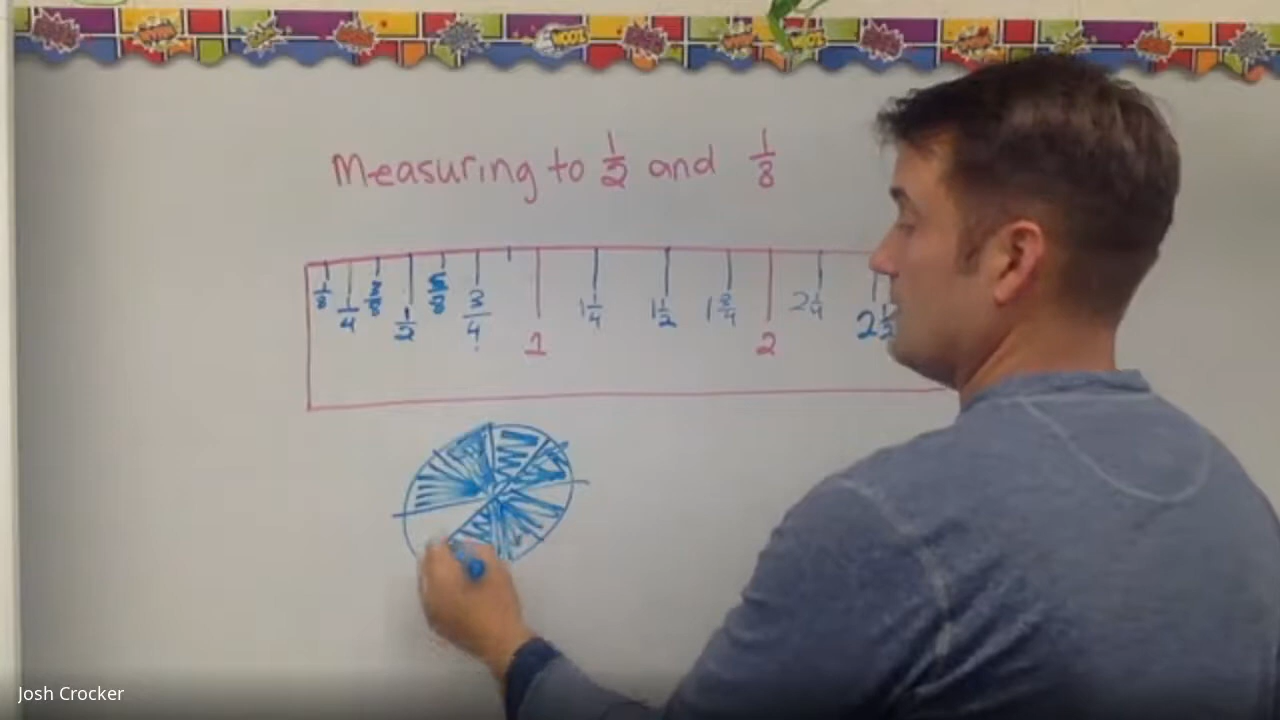 Measuring to 1/2 and 1/8
1/8 1/4 3/8 1/2 5/8 3/4 1 1 1/4 1 1/2 1 3/4 2 2 1/4 2 1/2
Josh Crocker